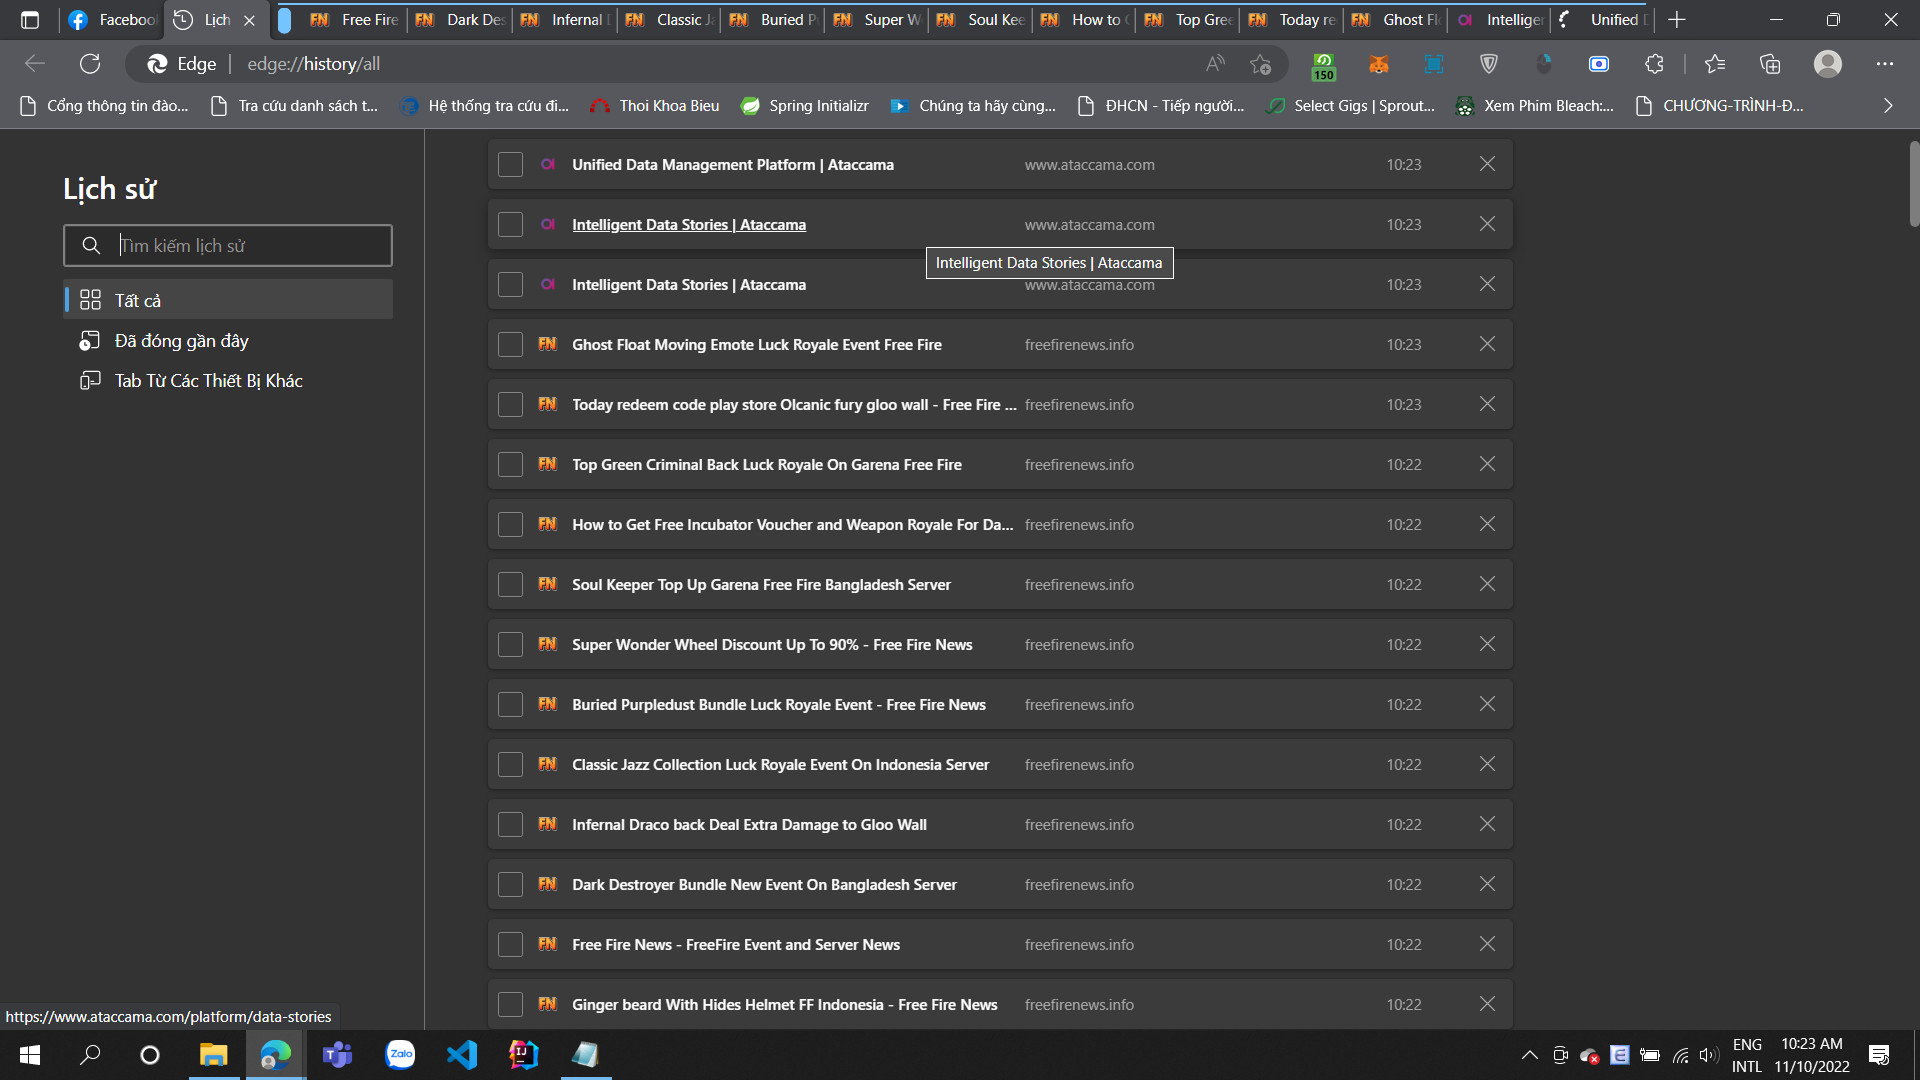 Facebook
Lịch
Free Fire
Dark Des
Infernal D
Classic Ja
Buried P
Super W
Soul Kee
How to
Top Gree
Today re
Ghost Fl
Intelliger
Unified
Edge
edge://history/all
150
Cổng thông tin đào...
Tra cứu danh sách t...
Hệ thống tra cứu đi...
Thoi Khoa Bieu
Spring Initializr
Chúng ta hãy cùng...
ĐHCN - Tiếp người...
Select Gigs | Sprout...
Xem Phim Bleach:...
CHƯƠNG-TRÌNH-Đ...
Lịch sử
Tìm kiếm lịch sử
Tất cả
Đã đóng gần đây
Tab Từ Các Thiết Bị Khác
Unified Data Management Platform | Ataccama www.ataccama.com 10:23
Intelligent Data Stories | Ataccama www.ataccama.com 10:23
Intelligent Data Stories | Ataccama
Intelligent Data Stories | Ataccama www.ataccama.com 10:23
Ghost Float Moving Emote Luck Royale Event Free Fire freefirenews.info 10:23
Today redeem code play store Olcanic fury gloo wall - Free Fire ... freefirenews.info 10:23
Top Green Criminal Back Luck Royale On Garena Free Fire freefirenews.info 10:22
How to Get Free Incubator Voucher and Weapon Royale For Da... freefirenews.info 10:22
Soul Keeper Top Up Garena Free Fire Bangladesh Server freefirenews.info 10:22
Super Wonder Wheel Discount Up To 90% - Free Fire News freefirenews.info 10:22
Buried Purpledust Bundle Luck Royale Event - Free Fire News freefirenews.info 10:22
Classic Jazz Collection Luck Royale Event On Indonesia Server freefirenews.info 10:22
Infernal Draco back Deal Extra Damage to Gloo Wall freefirenews.info 10:22
Dark Destroyer Bundle New Event On Bangladesh Server freefirenews.info 10:22
Free Fire News - FreeFire Event and Server News freefirenews.info 10:22
Ginger beard With Hides Helmet FF Indonesia - Free Fire News freefirenews.info 10:22
https://www.ataccama.com/platform/data-stories
Zalo
ENG
INTL
10:23 AM
11/10/2022